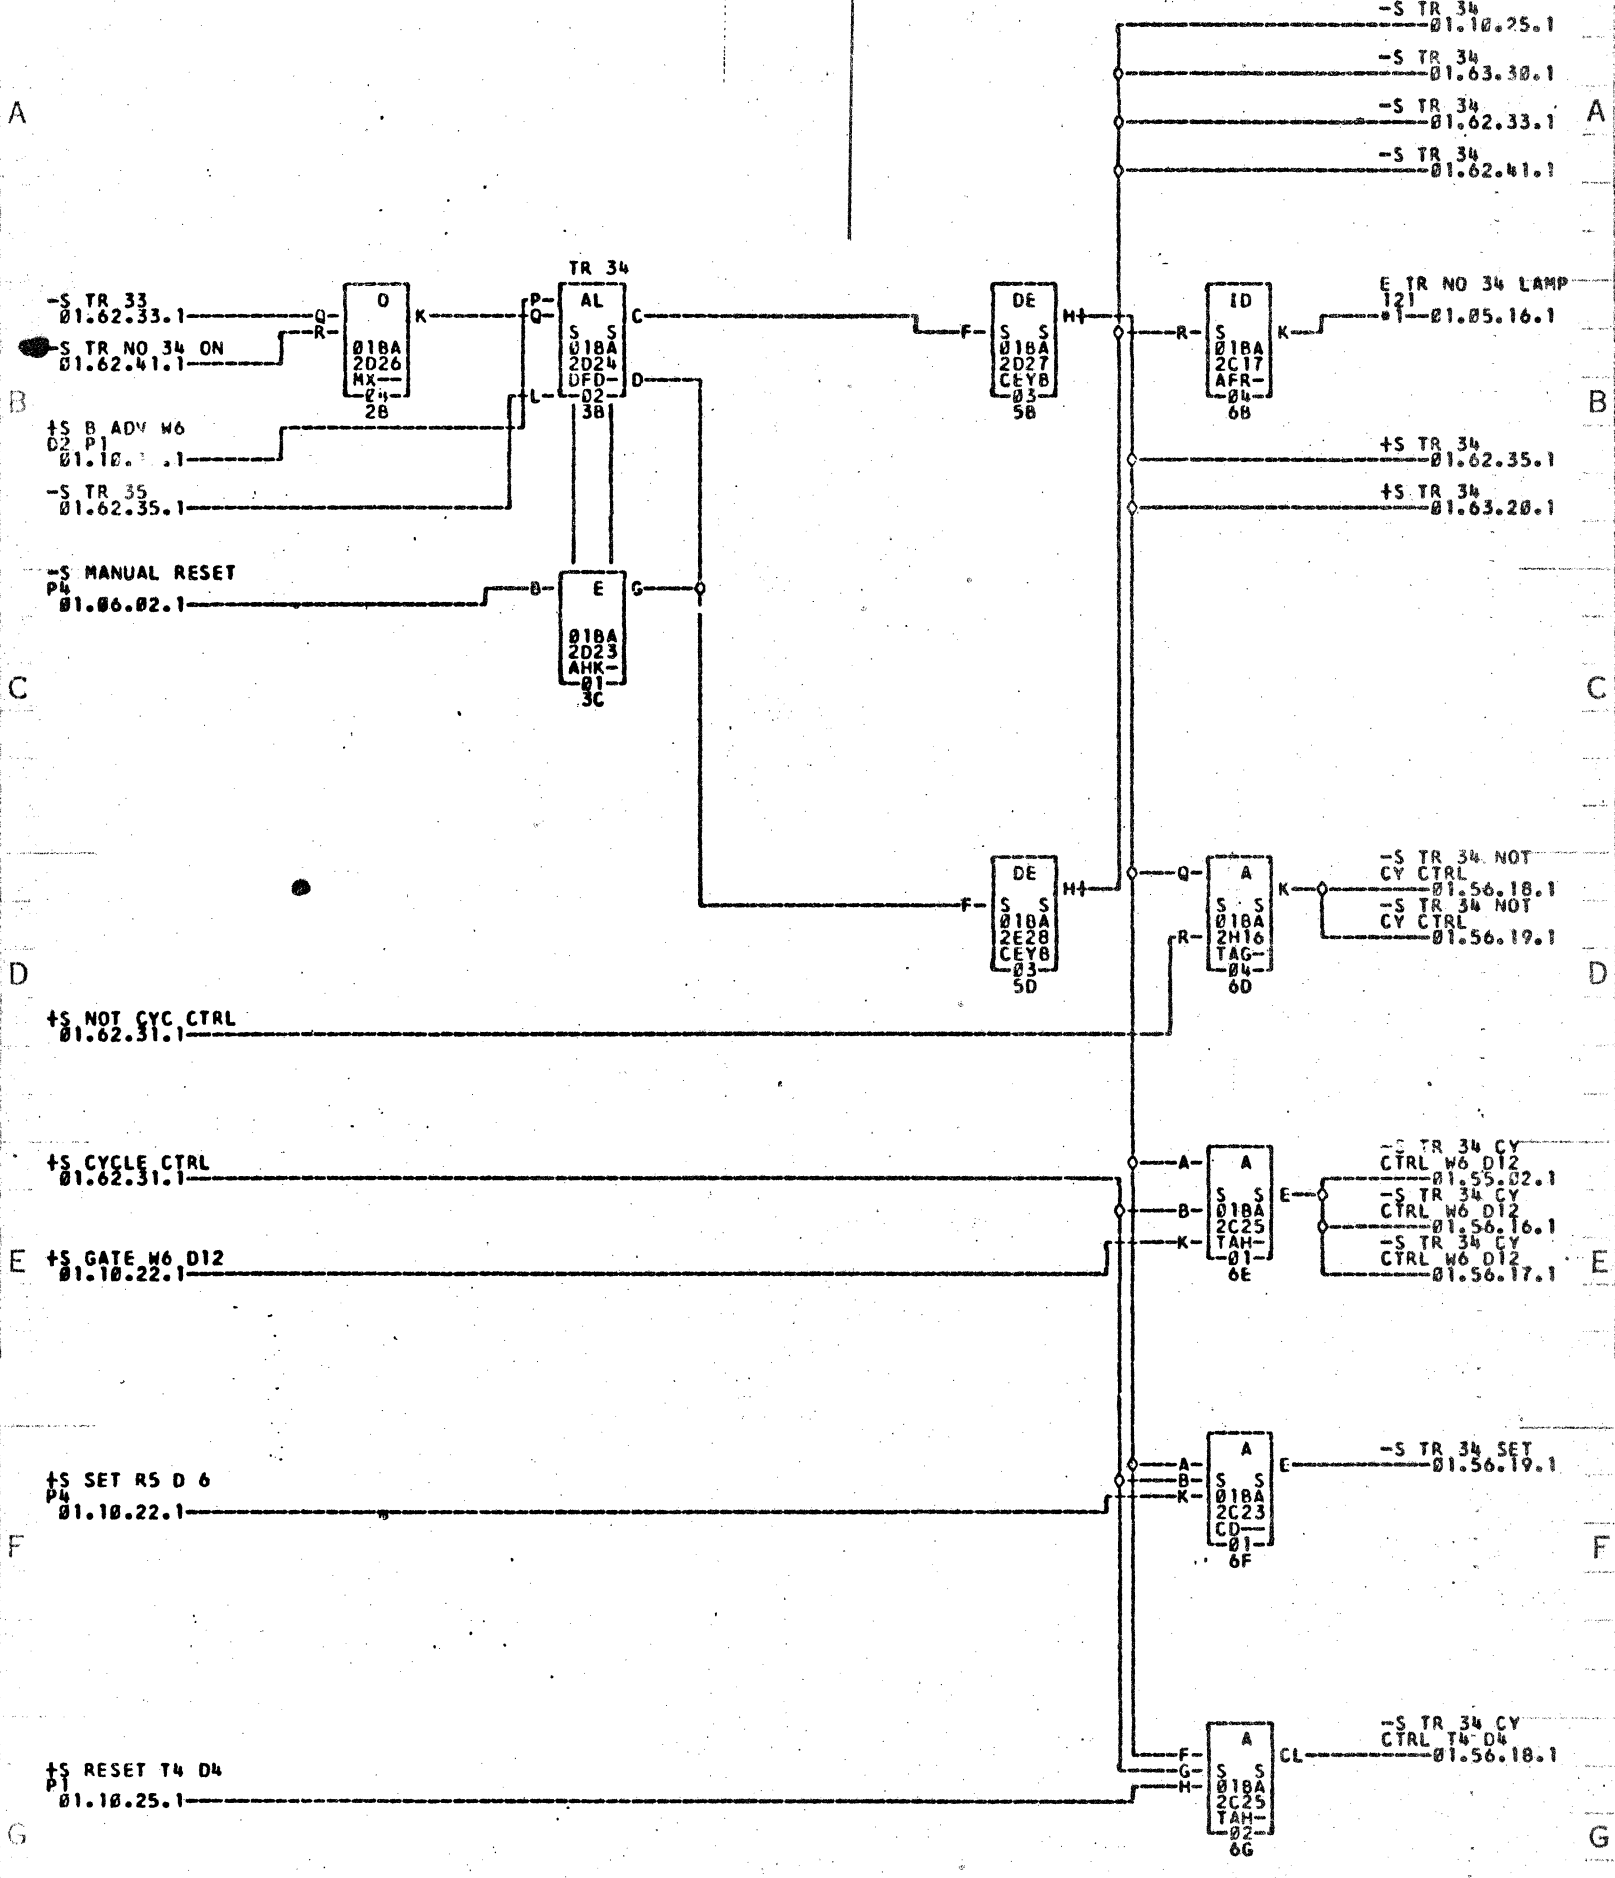 -S TR 34
01.10.25.1
-S TR 34
01.63.30.1
A
A
-S TR 34
01.62.33.1
-S TR 34
01.62.41.1
TR 34
-S TR 33
01.62.33.1
Q
R
O
K
01BA
2D26
MX
2B
-S TR NO 34 ON
01.62.41.1
P
Q
L
AL
S S
01BA
2D24
DFD-
02
3B
C
D
F
DE
S S
01BA
2D27
CEYB
03
5B
H
R
ID
S
01BA
2C17
AFR-
04
6B
K
E TR NO 34 LAMP
121
01.05.16.1
B
B
+S B ADV W6
D2 P1
01.10. .1
+S TR 34
01.62.35.1
-S TR 35
01.62.35.1
+S TR 34
01.63.20.1
-S MANUAL RESET
P4
01.06.02.1
E
G
01BA
2D23
AHK-
01
3C
C
C
F
DE
S S
01BA
2E28
CEYB
03
5D
H
Q
R
A
S S
01BA
2H16
TAG-
04
6D
K
-S TR 34 NOT
CY CTRL
01.56.18.1
-S TR 34 NOT
CY CTRL
01.56.19.1
D
D
+S NOT CYC CTRL
01.62.31.1
+S CYCLE CTRL
01.62.31.1
A
B
K
A
S S
01BA
2C25
TAH-
01
6E
E
-S TR 34 CY
CTRL W6 D12
01.55.02.1
-S TR 34 CY
CTRL W6 D12
01.56.16.1
-S TR 34 CY
CTRL W6 D12
01.56.17.1
E
E
+S GATE W6 D12
01.10.22.1
+S SET R5 D 6
P4
01.10.22.1
A
B
K
A
S S
01BA
2C23
CD
01
6F
E
-S TR 34 SET
01.56.19.1
F
F
+S RESET T4 D4
P1
01.10.25.1
F
G
H
A
S S
01BA
2C25
TAH-
02
6G
CL
-S TR 34 CY
CTRL T4 D4
01.56.18.1
G
G